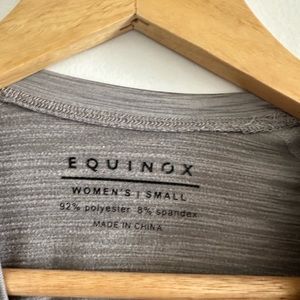 EQUINOX
WOMEN'S | SMALL
92% polyester 8% spandex
MADE IN CHINA